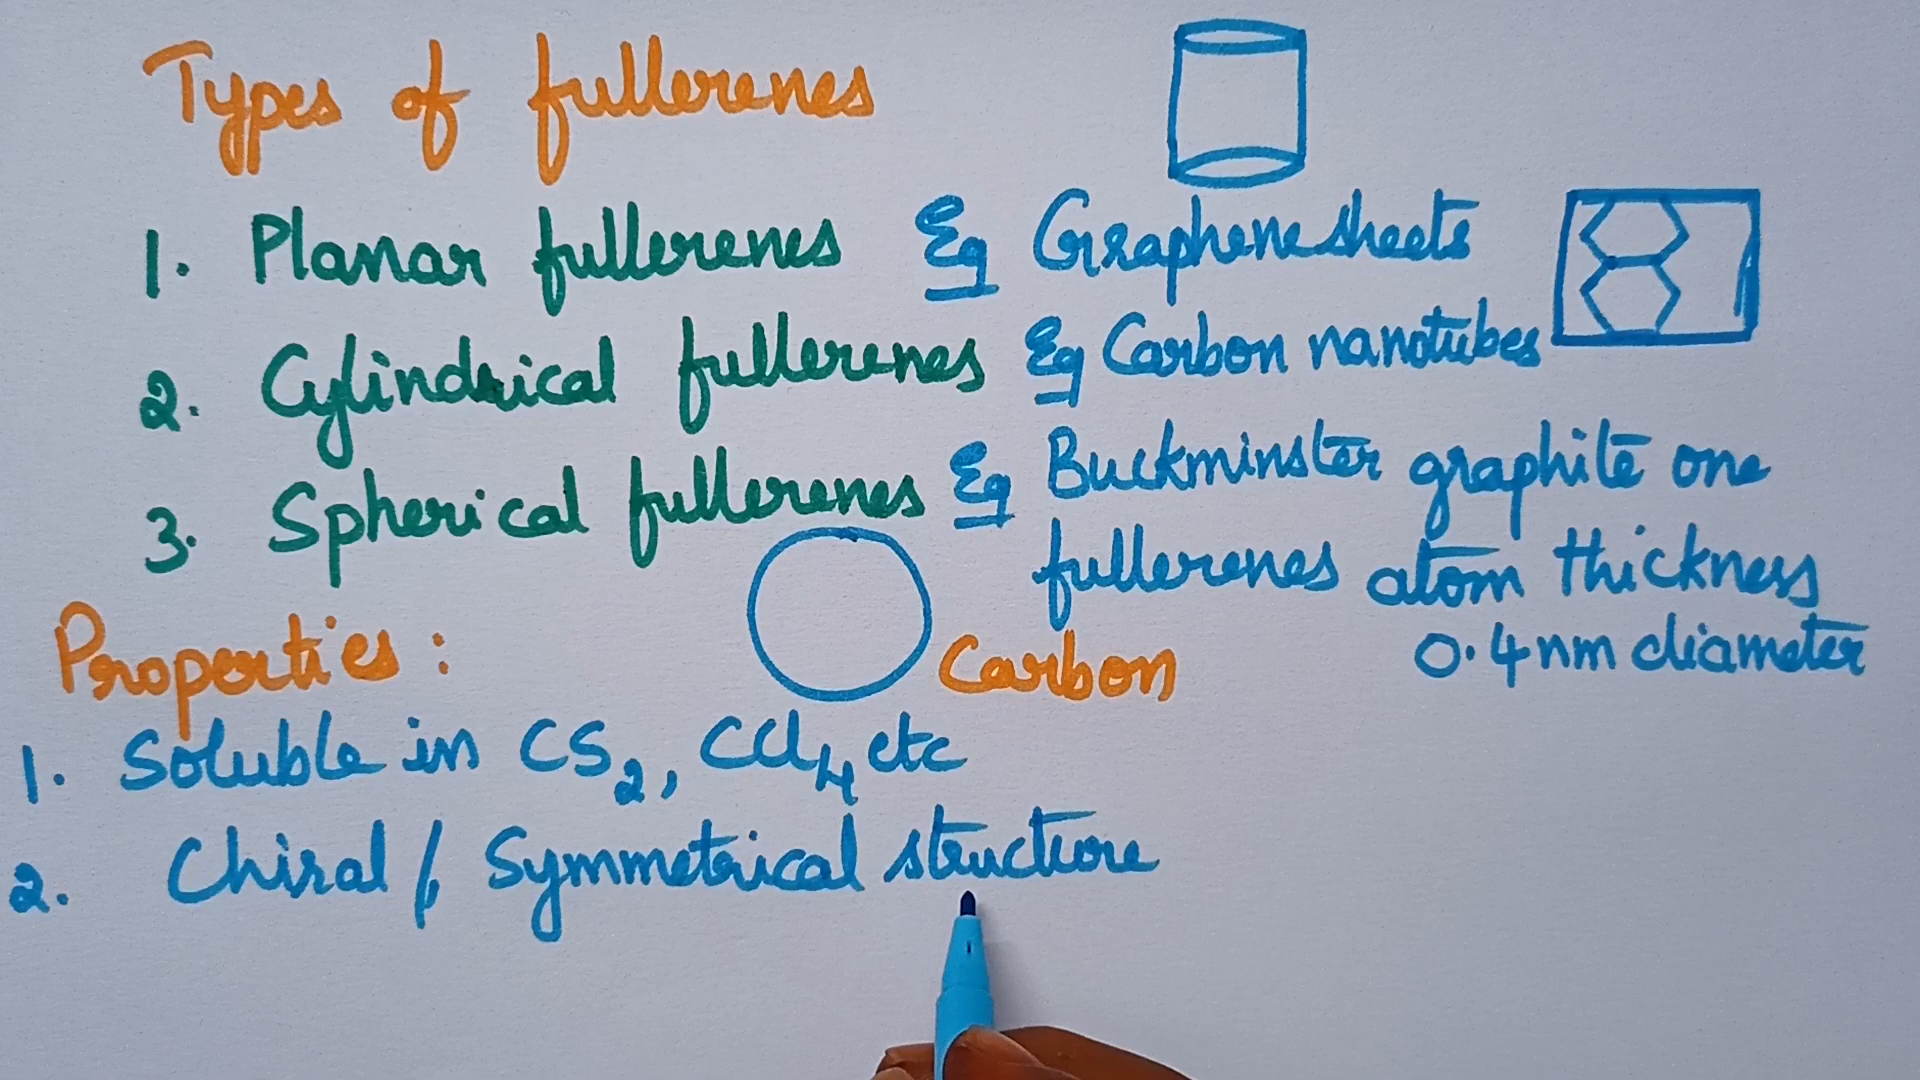 Types of fullerenes
1. Planar fullerenes Eg Graphene sheets
2. Cylindrical fullerenes Eg Carbon nanotubes
3. Spherical fullerenes Eg Buckminster graphite one
fullerenes atom thickness
0.4nm diameter
Properties : Carbon
1. Soluble in CS2, CCl4 etc
2. Chiral / Symmetrical structure